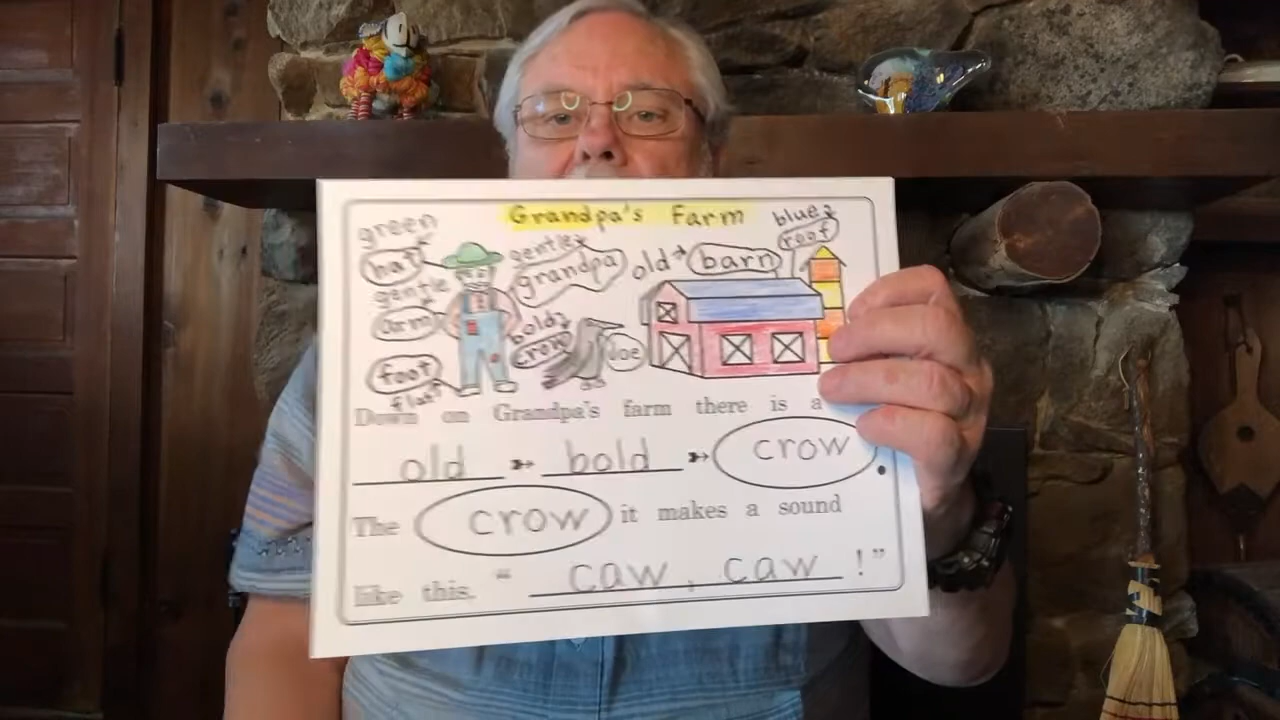 Grandpa's Farm
green
hat
gentle
arm
foot
flat
gentle
grandpa
bold
crow
Joe
old
barn
blue
roof
Down on Grandpa's farm there is a
old bold crow.
The crow it makes a sound
like this. "caw, caw!"